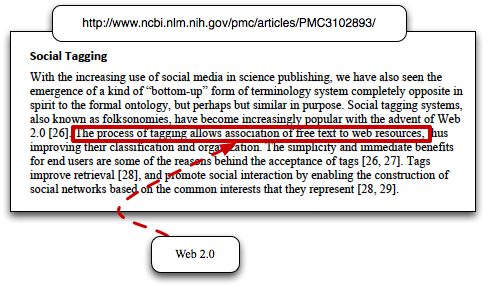 http://www.ncbi.nlm.nih.gov/pmc/articles/PMC3102893/
Social Tagging
With the increasing use of social media in science publishing, we have also seen the
emergence of a kind of “bottom-up” form of terminology system completely opposite in
spirit to the formal ontology, but perhaps but similar in purpose. Social tagging systems,
also known as folksonomies, have become increasingly popular with the advent of Web
2.0 [26]. The process of tagging allows association of free text to web resources, thus
improving their classification and organization. The simplicity and immediate benefits
for end users are some of the reasons behind the acceptance of tags [26, 27]. Tags
improve retrieval [28], and promote social interaction by enabling the construction of
social networks based on the common interests that they represent [28, 29].
Web 2.0